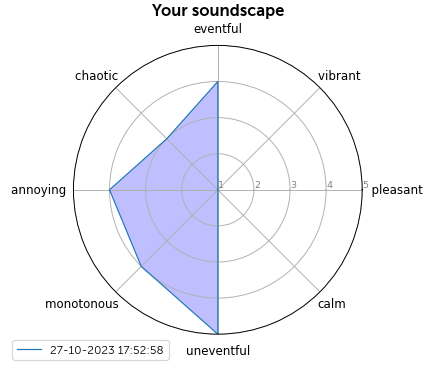 Your soundscape
eventful
chaotic
vibrant
annoying
1 2 3 4 5
pleasant
monotonous
calm
27-10-2023 17:52:58
uneventful